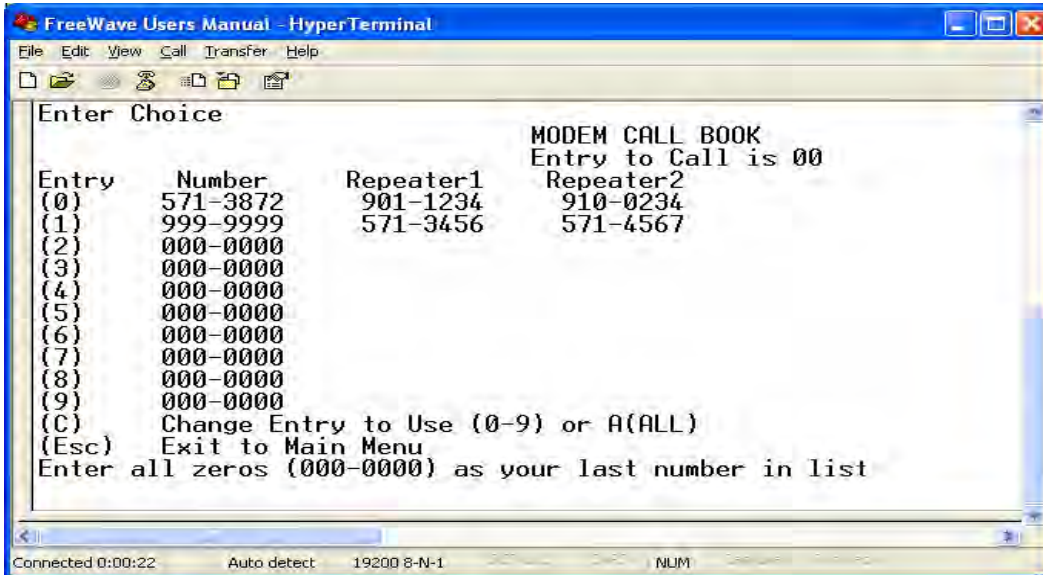 FreeWave Users Manual - HyperTerminal
File Edit View Call Transfer Help
Enter Choice
MODEM CALL BOOK
Entry to Call is 00
Entry Number Repeater1 Repeater2
(0) 571-3872 901-1234 910-0234
(1) 999-9999 571-3456 571-4567
(2) 000-0000
(3) 000-0000
(4) 000-0000
(5) 000-0000
(6) 000-0000
(7) 000-0000
(8) 000-0000
(9) 000-0000
(C) Change Entry to Use (0-9) or A(ALL)
(Esc) Exit to Main Menu
Enter all zeros (000-0000) as your last number in list
Connected 0:00:22 Auto detect 19200 8-N-1 NUM